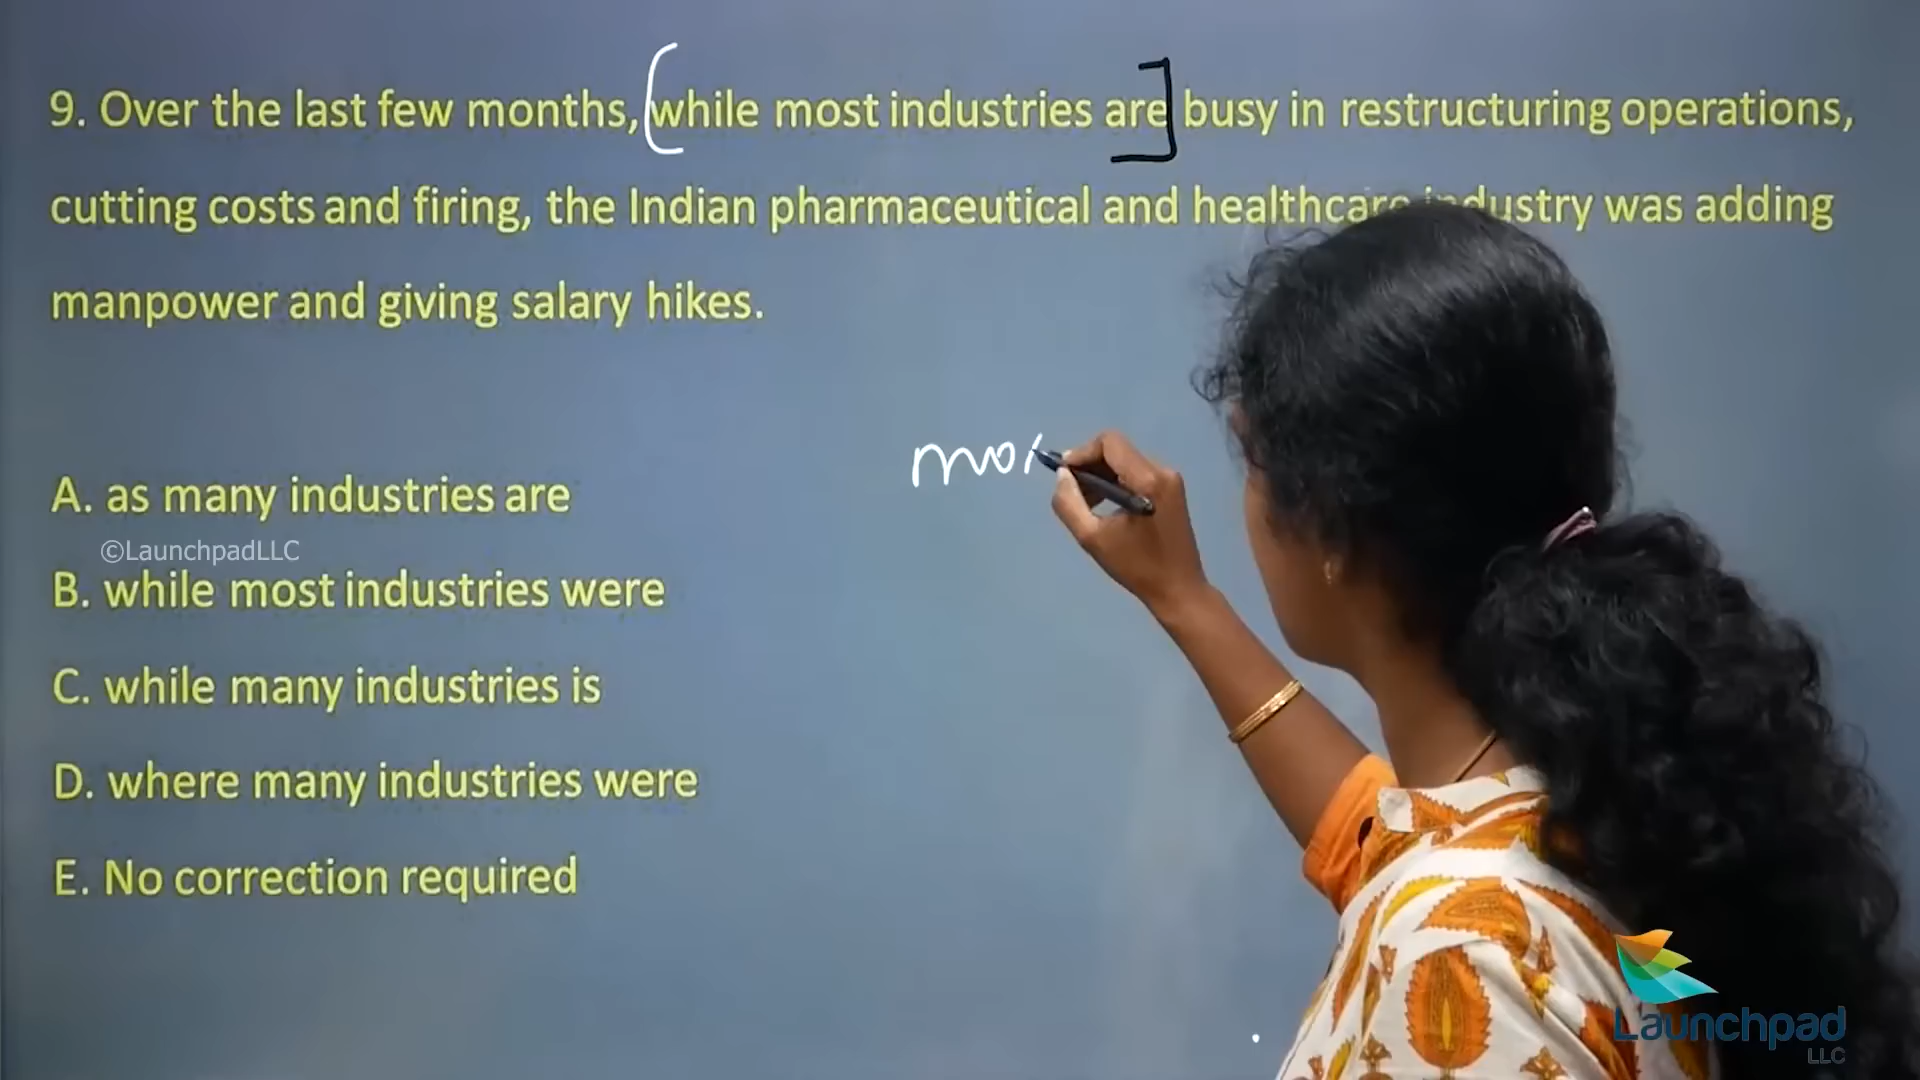 9. Over the last few months, while most industries are busy in restructuring operations,
cutting costs and firing, the Indian pharmaceutical and healthcare industry was adding
manpower and giving salary hikes.
A. as many industries are
©LaunchpadLLC
B. while most industries were
C. while many industries is
D. where many industries were
E. No correction required
Launchpad
LLC